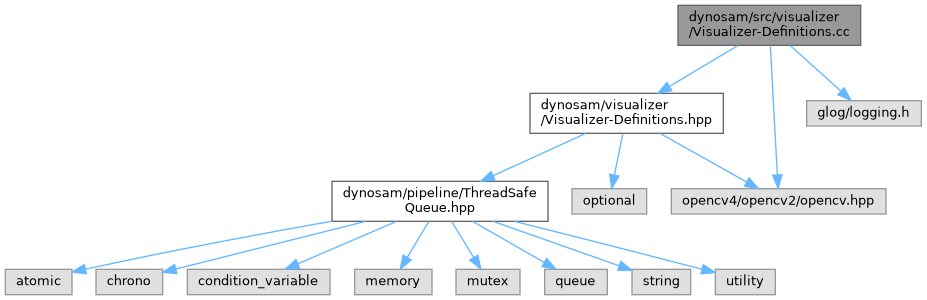 dynosam/src/visualizer
/Visualizer-Definitions.cc
dynosam/visualizer
/Visualizer-Definitions.hpp
glog/logging.h
dynosam/pipeline/ThreadSafe
Queue.hpp
optional
opencv4/opencv2/opencv.hpp
atomic
chrono
condition_variable
memory
mutex
queue
string
utility